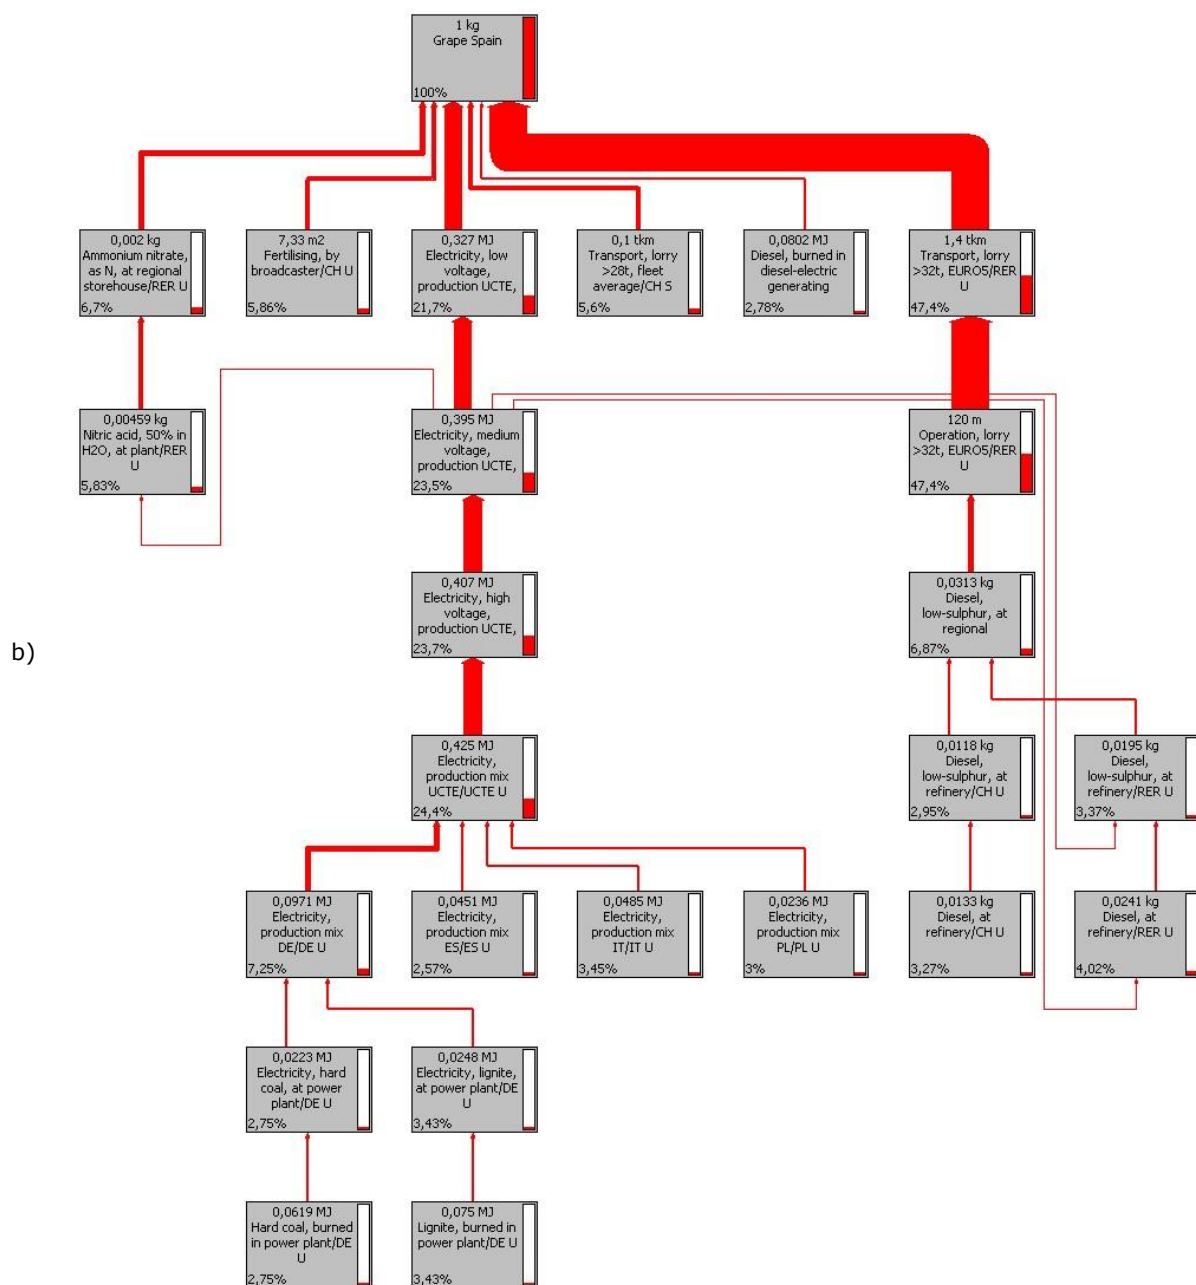 1 kg
Grape Spain
100%
0,002 kg
Ammonium nitrate,
as N, at regional
storehouse/RER U
6,7%
7,33 m2
Fertilising, by
broadcaster/CH U
5,86%
0,327 MJ
Electricity, low
voltage,
production UCTE,
21,7%
0,1 tkm
Transport, lorry
>28t, fleet
average/CH S
5,6%
0,0802 MJ
Diesel, burned in
diesel-electric
generating
2,78%
1,4 tkm
Transport, lorry
>32t, EURO5/RER
U
47,4%
0,00459 kg
Nitric acid, 50% in
H2O, at plant/RER
U
5,83%
0,395 MJ
Electricity, medium
voltage,
production UCTE,
23,5%
120 m
Operation, lorry
>32t, EURO5/RER
U
47,4%
0,407 MJ
Electricity, high
voltage,
production UCTE,
23,7%
0,0313 kg
Diesel,
low-sulphur, at
regional
6,87%
b)
0,425 MJ
Electricity,
production mix
UCTE/UCTE U
24,4%
0,0118 kg
Diesel,
low-sulphur, at
refinery/CH U
2,95%
0,0195 kg
Diesel,
low-sulphur, at
refinery/RER U
3,37%
0,0971 MJ
Electricity,
production mix
DE/DE U
7,25%
0,0451 MJ
Electricity,
production mix
ES/ES U
2,57%
0,0485 MJ
Electricity,
production mix
IT/IT U
3,45%
0,0236 MJ
Electricity,
production mix
PL/PL U
3%
0,0133 kg
Diesel, at
refinery/CH U
3,27%
0,0241 kg
Diesel, at
refinery/RER U
4,02%
0,0223 MJ
Electricity, hard
coal, at power
plant/DE U
2,75%
0,0248 MJ
Electricity, lignite,
at power plant/DE
U
3,43%
0,0619 MJ
Hard coal, burned
in power plant/DE
U
2,75%
0,075 MJ
Lignite, burned in
power plant/DE U
3,43%